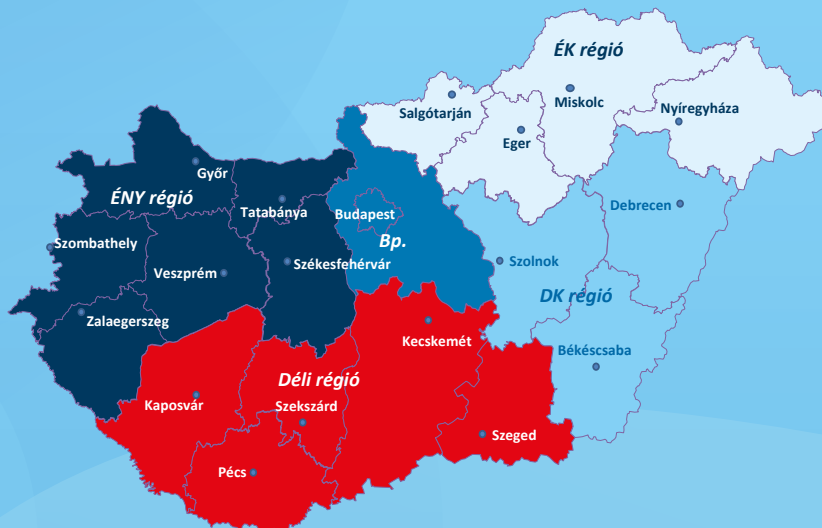 ÉK régió
Miskolc
Salgótarján
Nyíregyháza
Eger
Győr
ÉNY régió
Tatabánya
Debrecen
Budapest
Bp.
Szombathely
Székesfehérvár
Szolnok
Veszprém
DK régió
Zalaegerszeg
Kecskemét
Békéscsaba
Déli régió
Kaposvár
Szekszárd
Szeged
Pécs